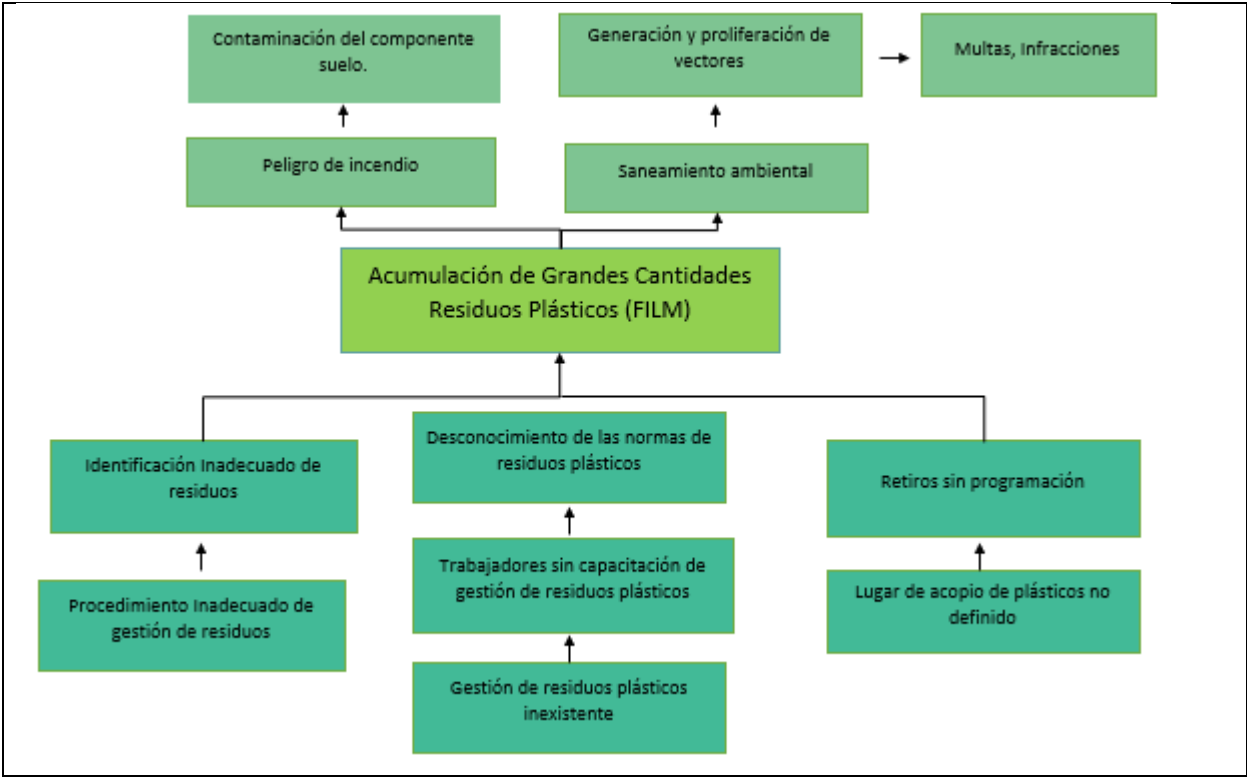 Contaminación del componente
suelo.
Generación y proliferación de
vectores
Multas, Infracciones
Peligro de incendio
Saneamiento ambiental
Acumulación de Grandes Cantidades
Residuos Plásticos (FILM)
Identificación Inadecuado de
residuos
Desconocimiento de las normas de
residuos plásticos
Retiros sin programación
Procedimiento Inadecuado de
gestión de residuos
Trabajadores sin capacitación de
gestión de residuos plásticos
Lugar de acopio de plásticos no
definido
Gestión de residuos plásticos
inexistente